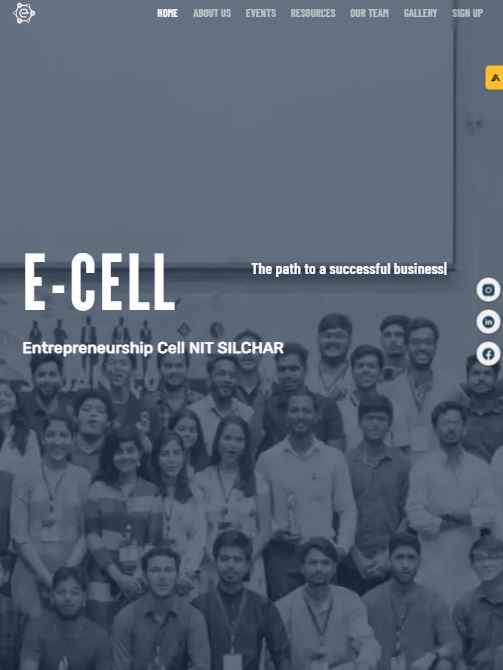 HOME ABOUT US EVENTS RESOURCES OUR TEAM GALLERY SIGN UP
E-CELL
The path to a successful business|
Entrepreneurship Cell NIT SILCHAR